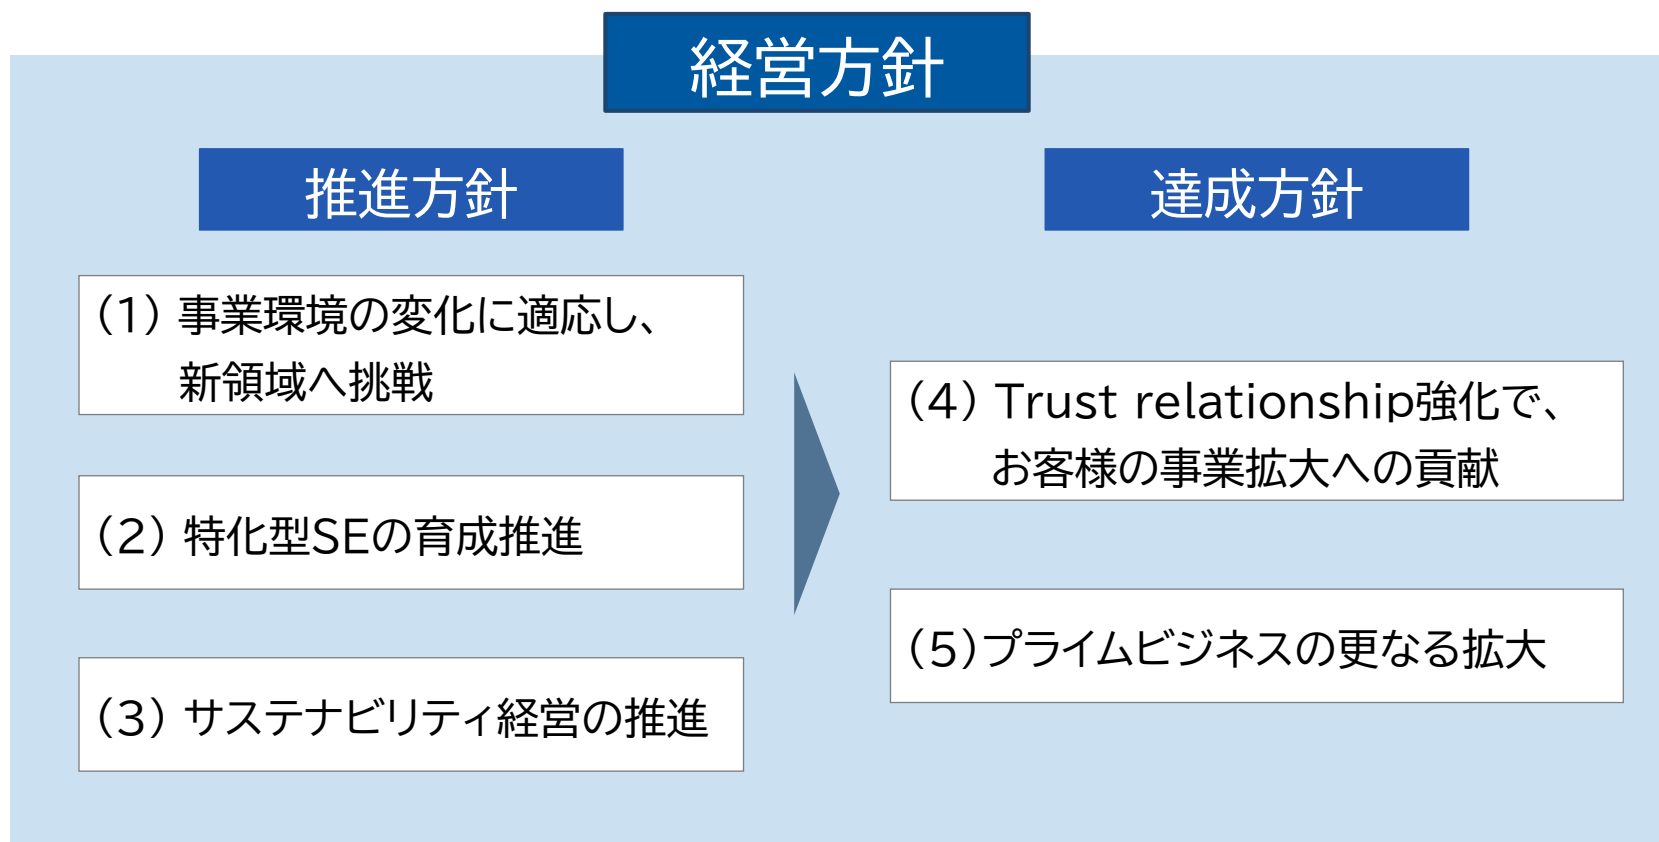 経営方針
推進方針
(1) 事業環境の変化に適応し、
新領域へ挑戦
(2) 特化型SEの育成推進
(3) サステナビリティ経営の推進
達成方針
(4) Trust relationship強化で、
お客様の事業拡大への貢献
(5)プライムビジネスの更なる拡大